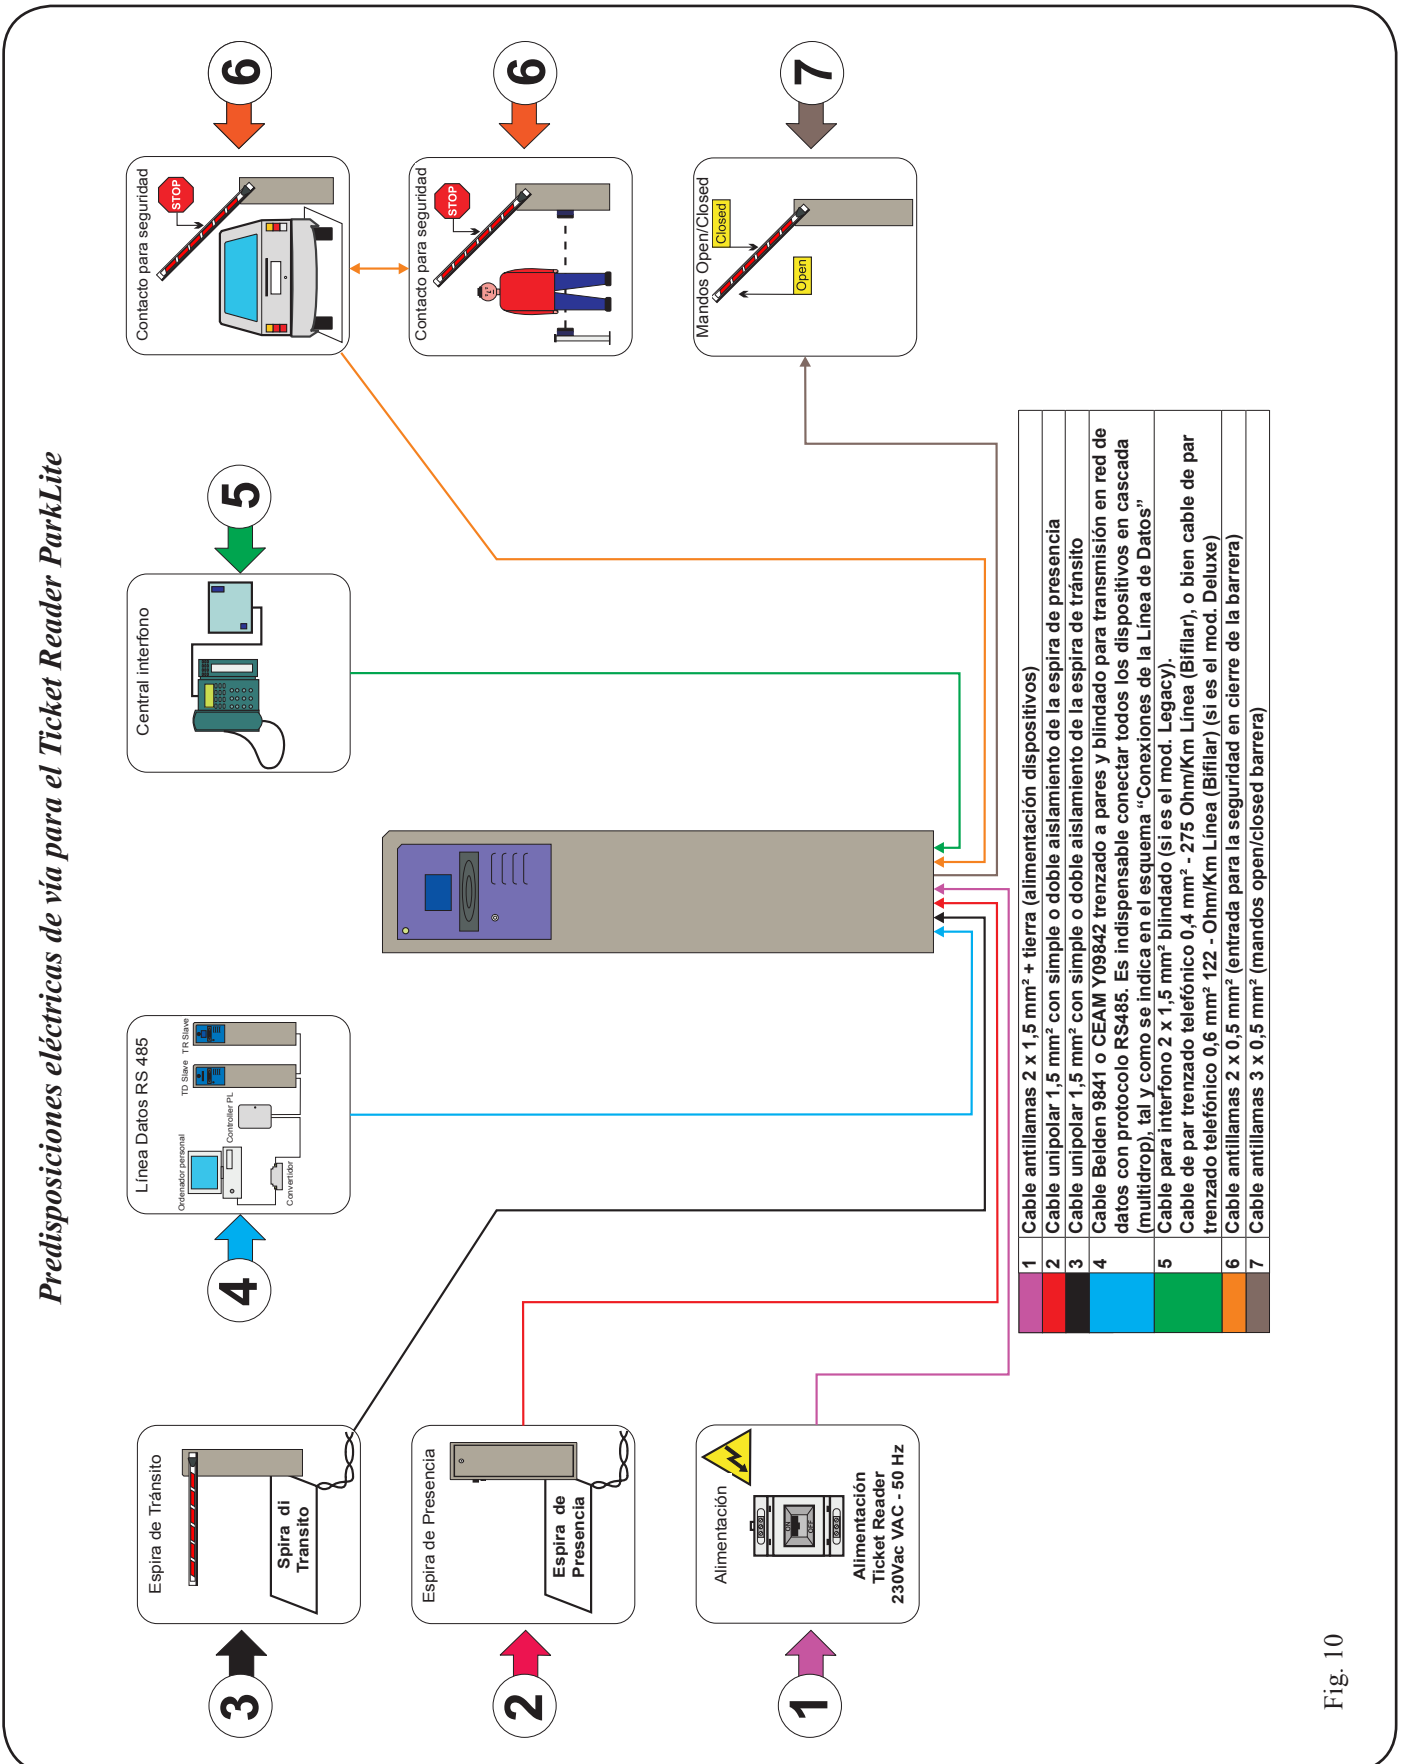 Predisposiciones eléctricas de vía para el Ticket Reader ParkLite
3
Espira de Tránsito
Spira di
Transito
4
Línea Datos RS 485
Ordenador personal
Controller PL
TD Slave
TR Slave
Convertidor
5
Central interfono
6
Contacto para seguridad
STOP
2
Espira de Presencia
Espira de
Presencia
6
Contacto para seguridad
STOP
1
Alimentación
ON
OFF
Alimentación
Ticket Reader
230Vac VAC - 50 Hz
7
Mandos Open/Closed
Open
Closed
1 Cable antillamas 2 x 1,5 mm² + tierra (alimentación dispositivos)
2 Cable unipolar 1,5 mm² con simple o doble aislamiento de la espira de presencia
3 Cable unipolar 1,5 mm² con simple o doble aislamiento de la espira de tránsito
4 Cable Belden 9841 o CEAM Y09842 trenzado a pares y blindado para transmisión en red de
datos con protocolo RS485. Es indispensable conectar todos los dispositivos en cascada
(multidrop), tal y como se indica en el esquema “Conexiones de la Línea de Datos”
5 Cable para interfono 2 x 1,5 mm² blindado (si es el mod. Legacy).
Cable de par trenzado telefónico 0,4 mm² - 275 Ohm/Km Línea (Bifilar), o bien cable de par
trenzado telefónico 0,6 mm² 122 - Ohm/Km Línea (Bifilar) (si es el mod. Deluxe)
6 Cable antillamas 2 x 0,5 mm² (entrada para la seguridad en cierre de la barrera)
7 Cable antillamas 3 x 0,5 mm² (mandos open/closed barrera)
Fig. 10